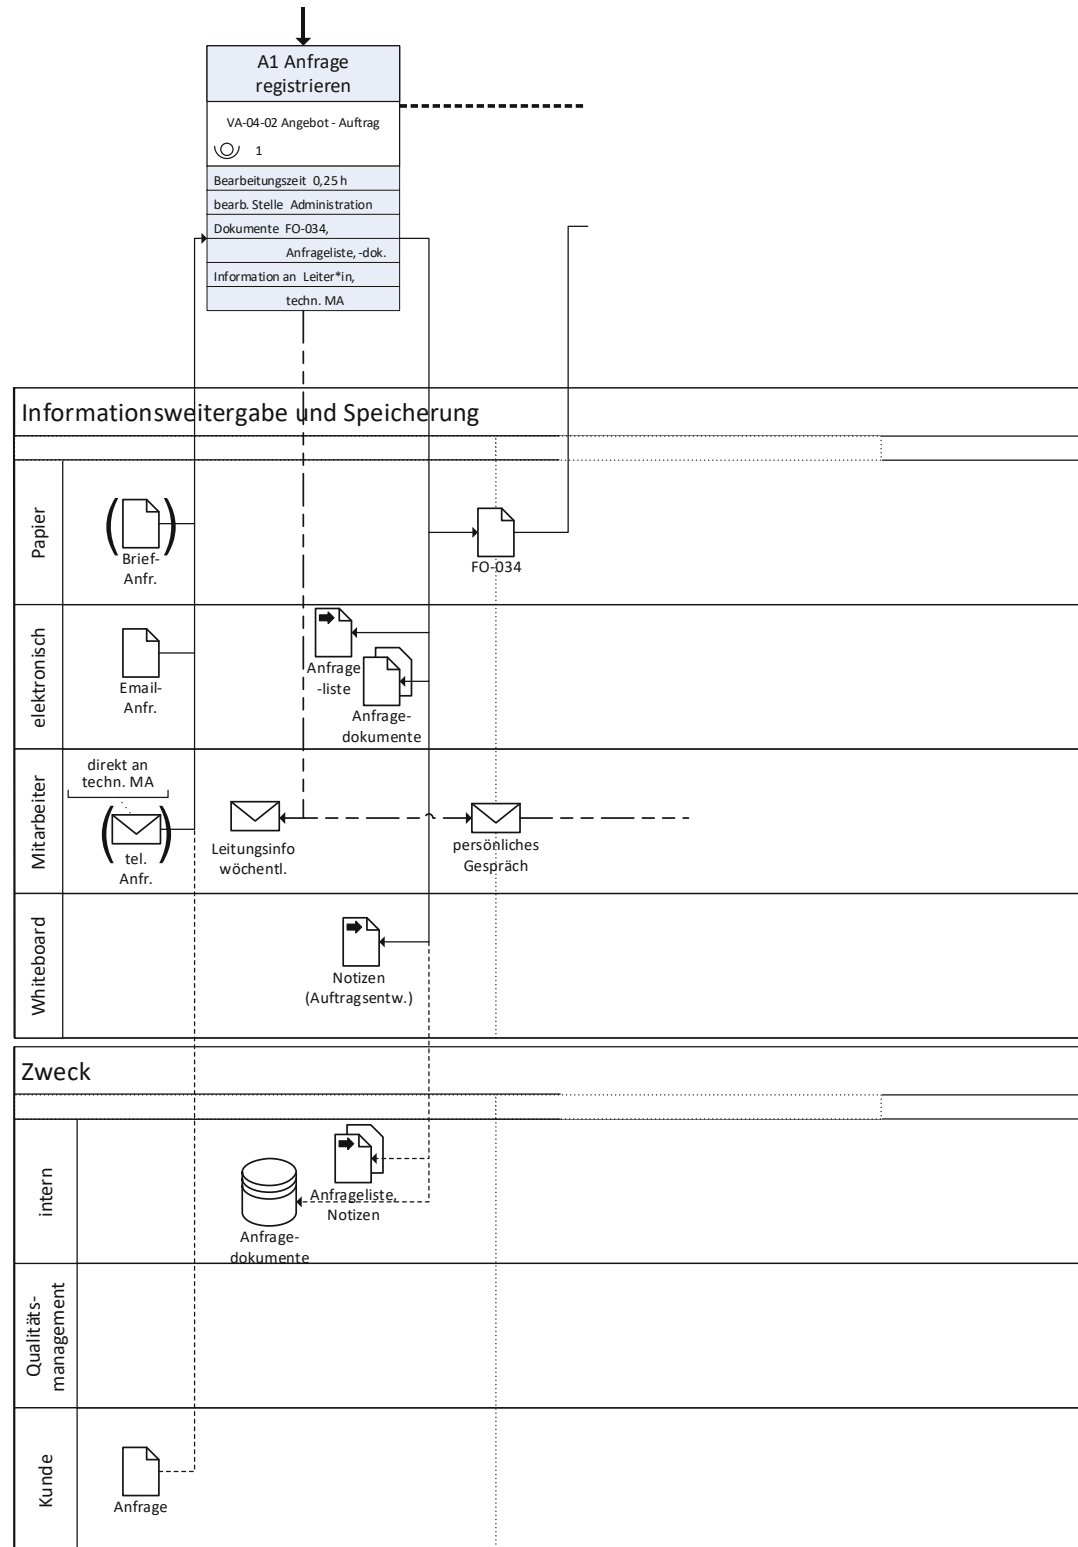 A1 Anfrage
registrieren
VA-04-02 Angebot - Auftrag
1
Bearbeitungszeit 0,25 h
bearb. Stelle Administration
Dokumente FO-034,
Anfrageliste, -dok.
Information an Leiter*in,
techn. MA
Informationsweitergabe und Speicherung
Papier
Brief-
Anfr.
FO-034
elektronisch
Email-
Anfr.
Anfrage
-liste
Anfrage-
dokumente
Mitarbeiter
direkt an
techn. MA
tel.
Anfr.
Leitungsinfo
wöchentl.
persönliches
Gespräch
Whiteboard
Notizen
(Auftragsentw.)
Zweck
intern
Anfrageliste,
Notizen
Anfrage-
dokumente
Qualitäts-
management
Kunde
Anfrage